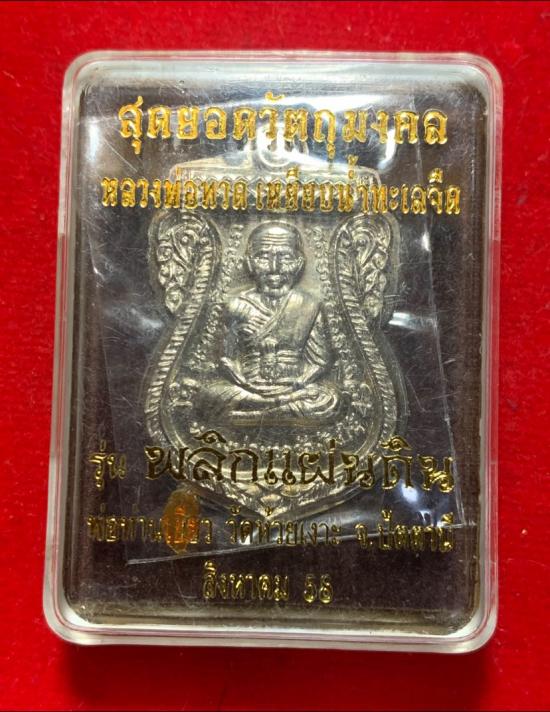 สุดยอดวัตถุมงคล
หลวงพ่อทวด เหยียบน้ำทะเลจืด
รุ่น พลิกแผ่นดิน
พ่อท่านเขียว วัดห้วยเงาะ จ.ปัตตานี
สิงหาคม 56